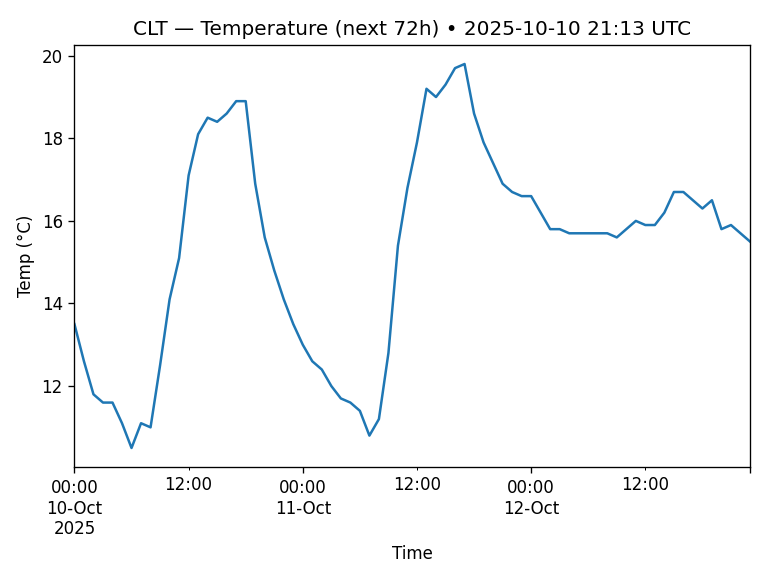 CLT — Temperature (next 72h) • 2025-10-10 21:13 UTC
20
18
16
14
12
Temp (°C)
00:00 12:00 00:00 12:00 00:00 12:00
10-Oct 11-Oct 12-Oct
2025
Time